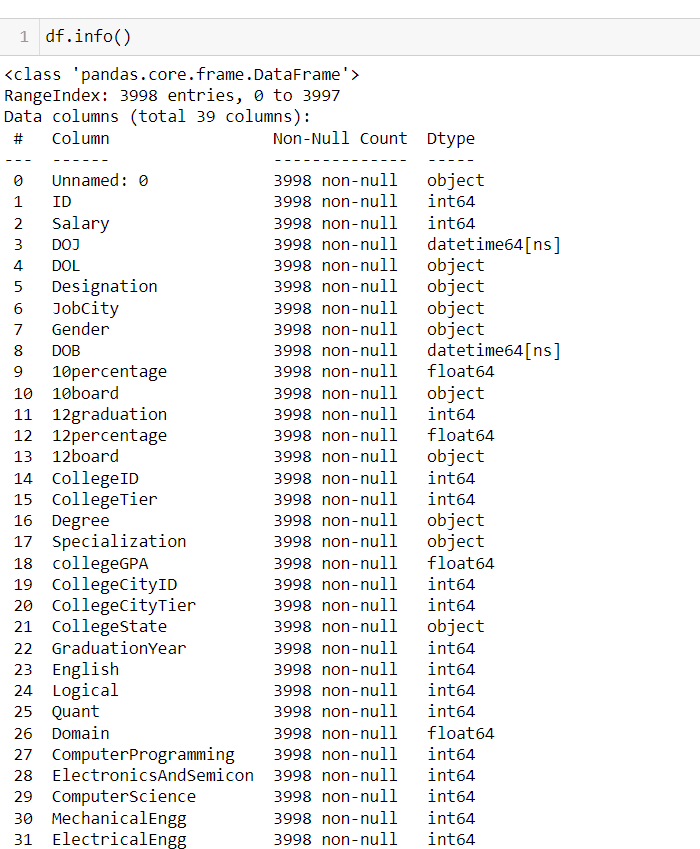 1 df.info()
<class 'pandas.core.frame.DataFrame'>
RangeIndex: 3998 entries, 0 to 3997
Data columns (total 39 columns):
 #   Column                 Non-Null Count  Dtype
---  ------                 --------------  -----
 0   Unnamed: 0             3998 non-null   object
 1   ID                     3998 non-null   int64
 2   Salary                 3998 non-null   int64
 3   DOJ                    3998 non-null   datetime64[ns]
 4   DOL                    3998 non-null   object
 5   Designation            3998 non-null   object
 6   JobCity                3998 non-null   object
 7   Gender                 3998 non-null   object
 8   DOB                    3998 non-null   datetime64[ns]
 9   10percentage           3998 non-null   float64
 10  10board                3998 non-null   object
 11  12graduation           3998 non-null   int64
 12  12percentage           3998 non-null   float64
 13  12board                3998 non-null   object
 14  CollegeID              3998 non-null   int64
 15  CollegeTier            3998 non-null   int64
 16  Degree                 3998 non-null   object
 17  Specialization         3998 non-null   object
 18  collegeGPA             3998 non-null   float64
 19  CollegeCityID          3998 non-null   int64
 20  CollegeCityTier        3998 non-null   int64
 21  CollegeState           3998 non-null   object
 22  GraduationYear         3998 non-null   int64
 23  English                3998 non-null   int64
 24  Logical                3998 non-null   int64
 25  Quant                  3998 non-null   int64
 26  Domain                 3998 non-null   float64
 27  ComputerProgramming    3998 non-null   int64
 28  ElectronicsAndSemicon  3998 non-null   int64
 29  ComputerScience        3998 non-null   int64
 30  MechanicalEngg         3998 non-null   int64
 31  ElectricalEngg         3998 non-null   int64